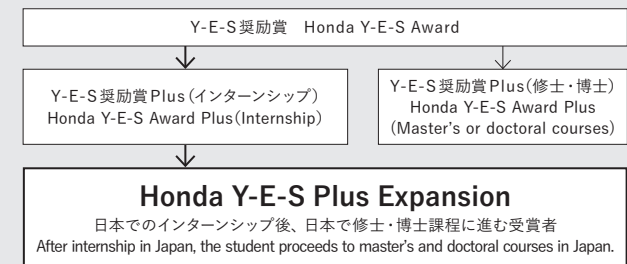 Y-E-S奨励賞 Honda Y-E-S Award
Y-E-S奨励賞Plus(インターンシップ)
Honda Y-E-S Award Plus(Internship)
Y-E-S奨励賞Plus(修士・博士)
Honda Y-E-S Award Plus
(Master's or doctoral courses)
Honda Y-E-S Plus Expansion
日本でのインターンシップ後、日本で修士・博士課程に進む受賞者
After internship in Japan, the student proceeds to master's and doctoral courses in Japan.